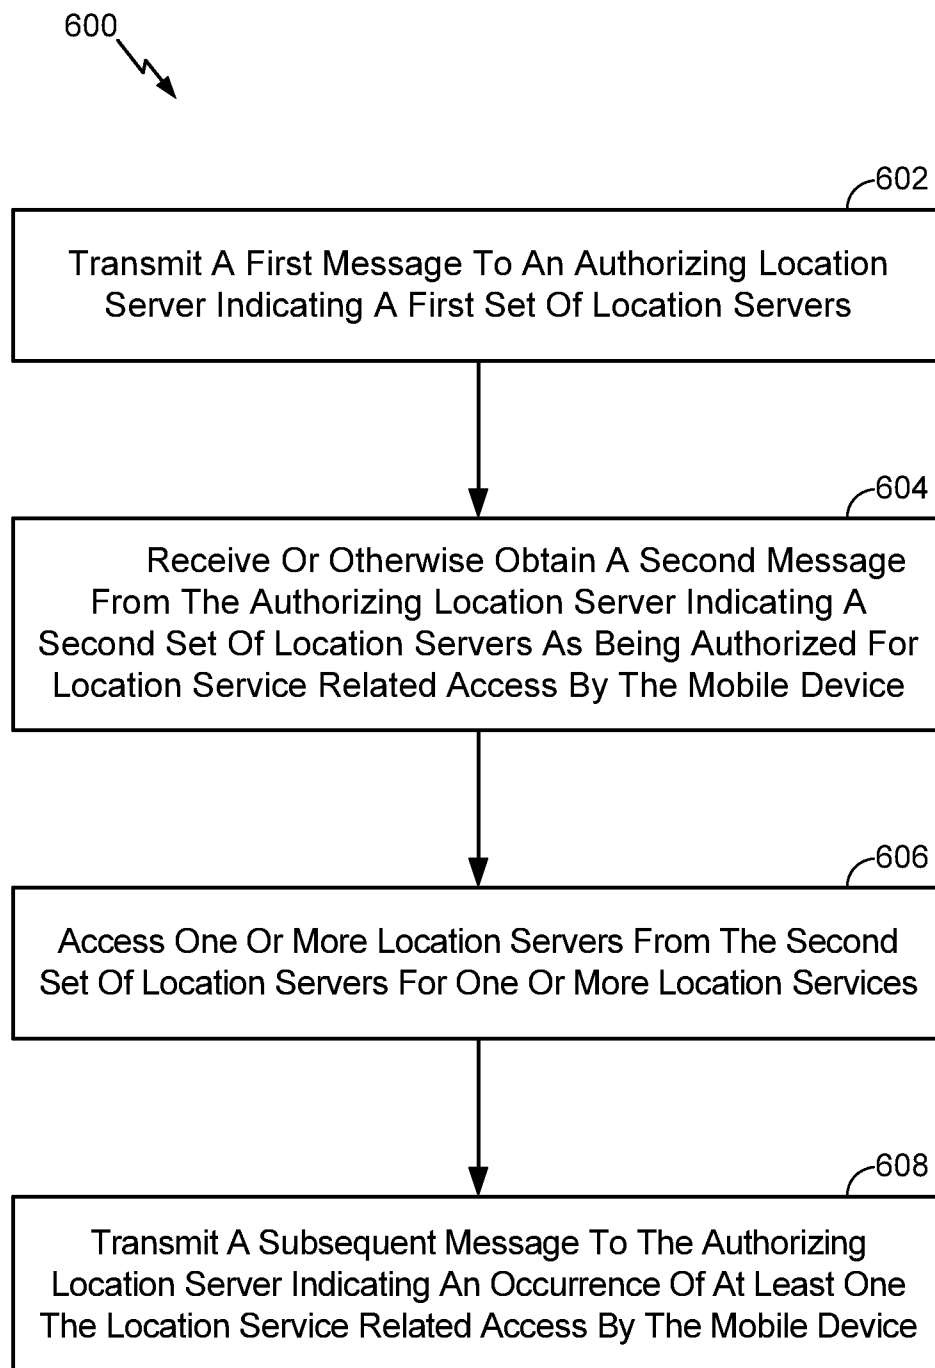 600
602
Transmit A First Message To An Authorizing Location
Server Indicating A First Set Of Location Servers
604
Receive Or Otherwise Obtain A Second Message
From The Authorizing Location Server Indicating A
Second Set Of Location Servers As Being Authorized For
Location Service Related Access By The Mobile Device
606
Access One Or More Location Servers From The Second
Set Of Location Servers For One Or More Location Services
608
Transmit A Subsequent Message To The Authorizing
Location Server Indicating An Occurrence Of At Least One
The Location Service Related Access By The Mobile Device